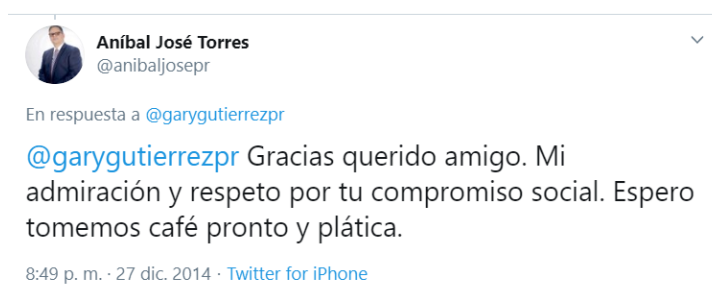 Aníbal José Torres
@anibaljosepr
En respuesta a @garygutierrezpr
@garygutierrezpr Gracias querido amigo. Mi
admiración y respeto por tu compromiso social. Espero
tomemos café pronto y plática.
8:49 p. m. · 27 dic. 2014 · Twitter for iPhone